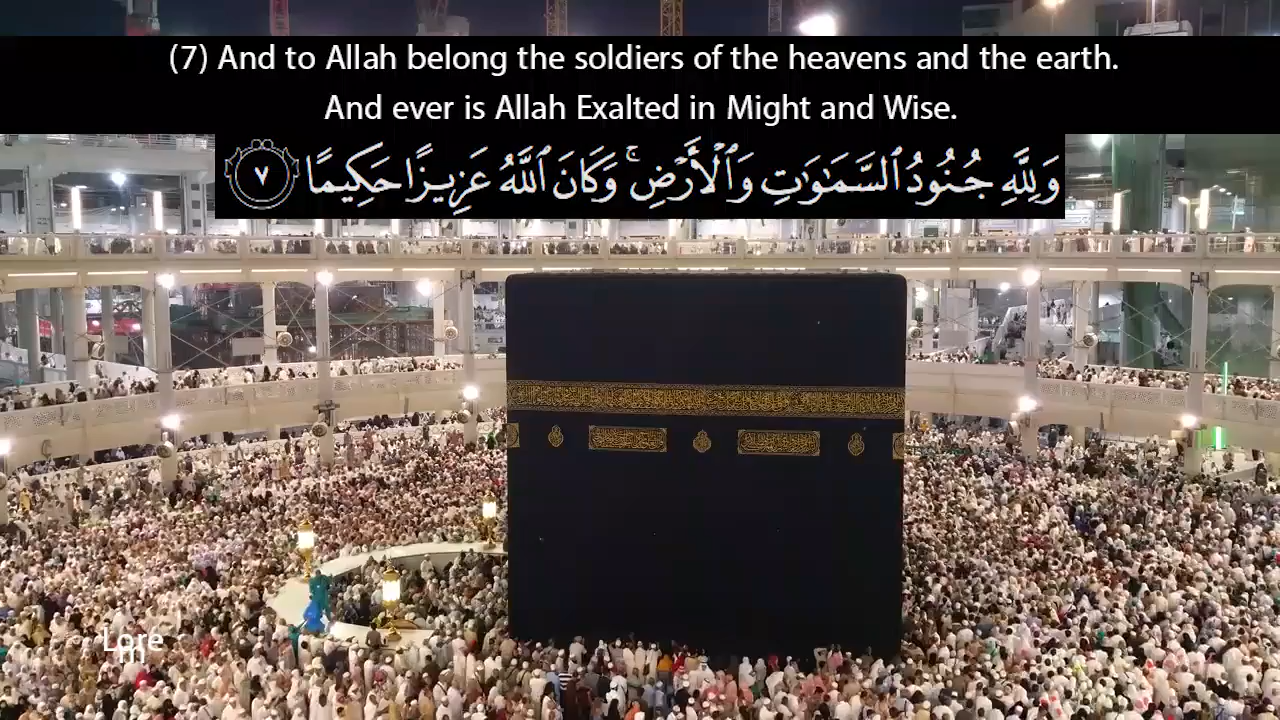 (7) And to Allah belong the soldiers of the heavens and the earth.
And ever is Allah Exalted in Might and Wise.
وَلِلَّهِ جُنُودُ ٱلسَّمَـٰوَٰتِ وَٱلْأَرْضِ ۚ وَكَانَ ٱللَّهُ عَزِيزًا حَكِيمًا ٧
Lore
m